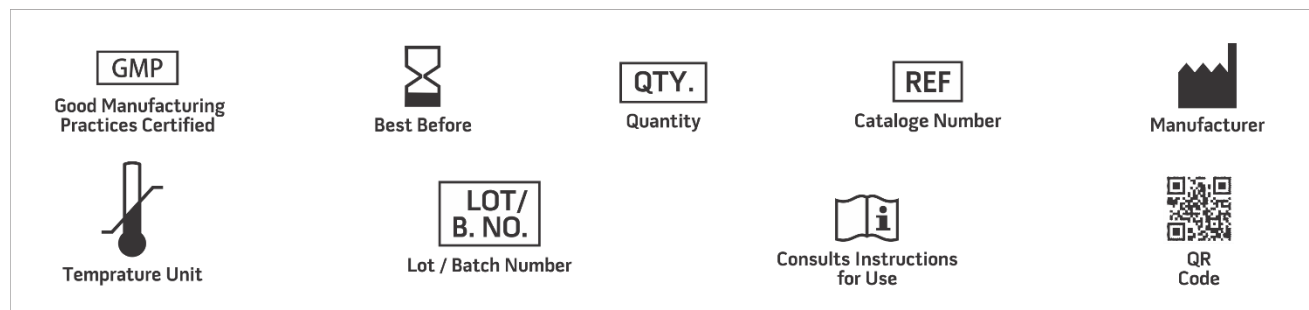 GMP
Good Manufacturing
Practices Certified
Best Before
QTY.
Quantity
REF
Cataloge Number
Manufacturer
Temprature Unit
LOT/
B. NO.
Lot / Batch Number
i
Consults Instructions
for Use
QR
Code